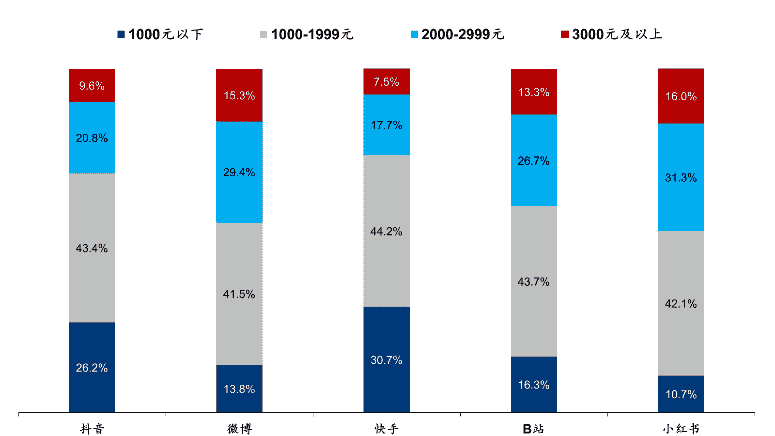 1000元以下 1000-1999元 2000-2999元 3000元及以上
9.6% 15.3% 7.5% 13.3% 16.0%
20.8% 29.4% 17.7% 26.7% 31.3%
43.4% 41.5% 44.2% 43.7% 42.1%
26.2% 13.8% 30.7% 16.3% 10.7%
抖音 微博 快手 B站 小红书